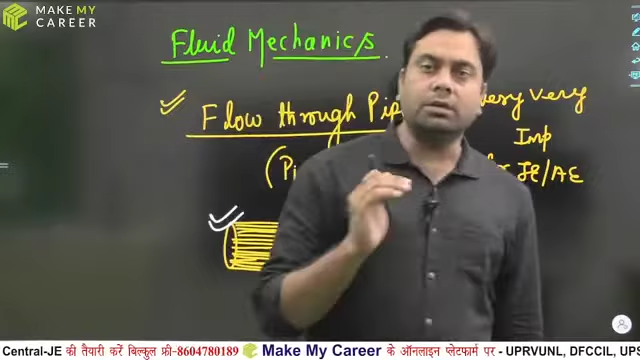 MAKE MY
CAREER
Fluid Mechanics
Flow through Pip
very very
Imp
(Pi
JE/AE
Central-JE की तैयारी करें बिल्कुल फ्री-8604780189 Make My Career के ऑनलाइन प्लेटफार्म पर - UPRVUNL, DFCCIL, UPS